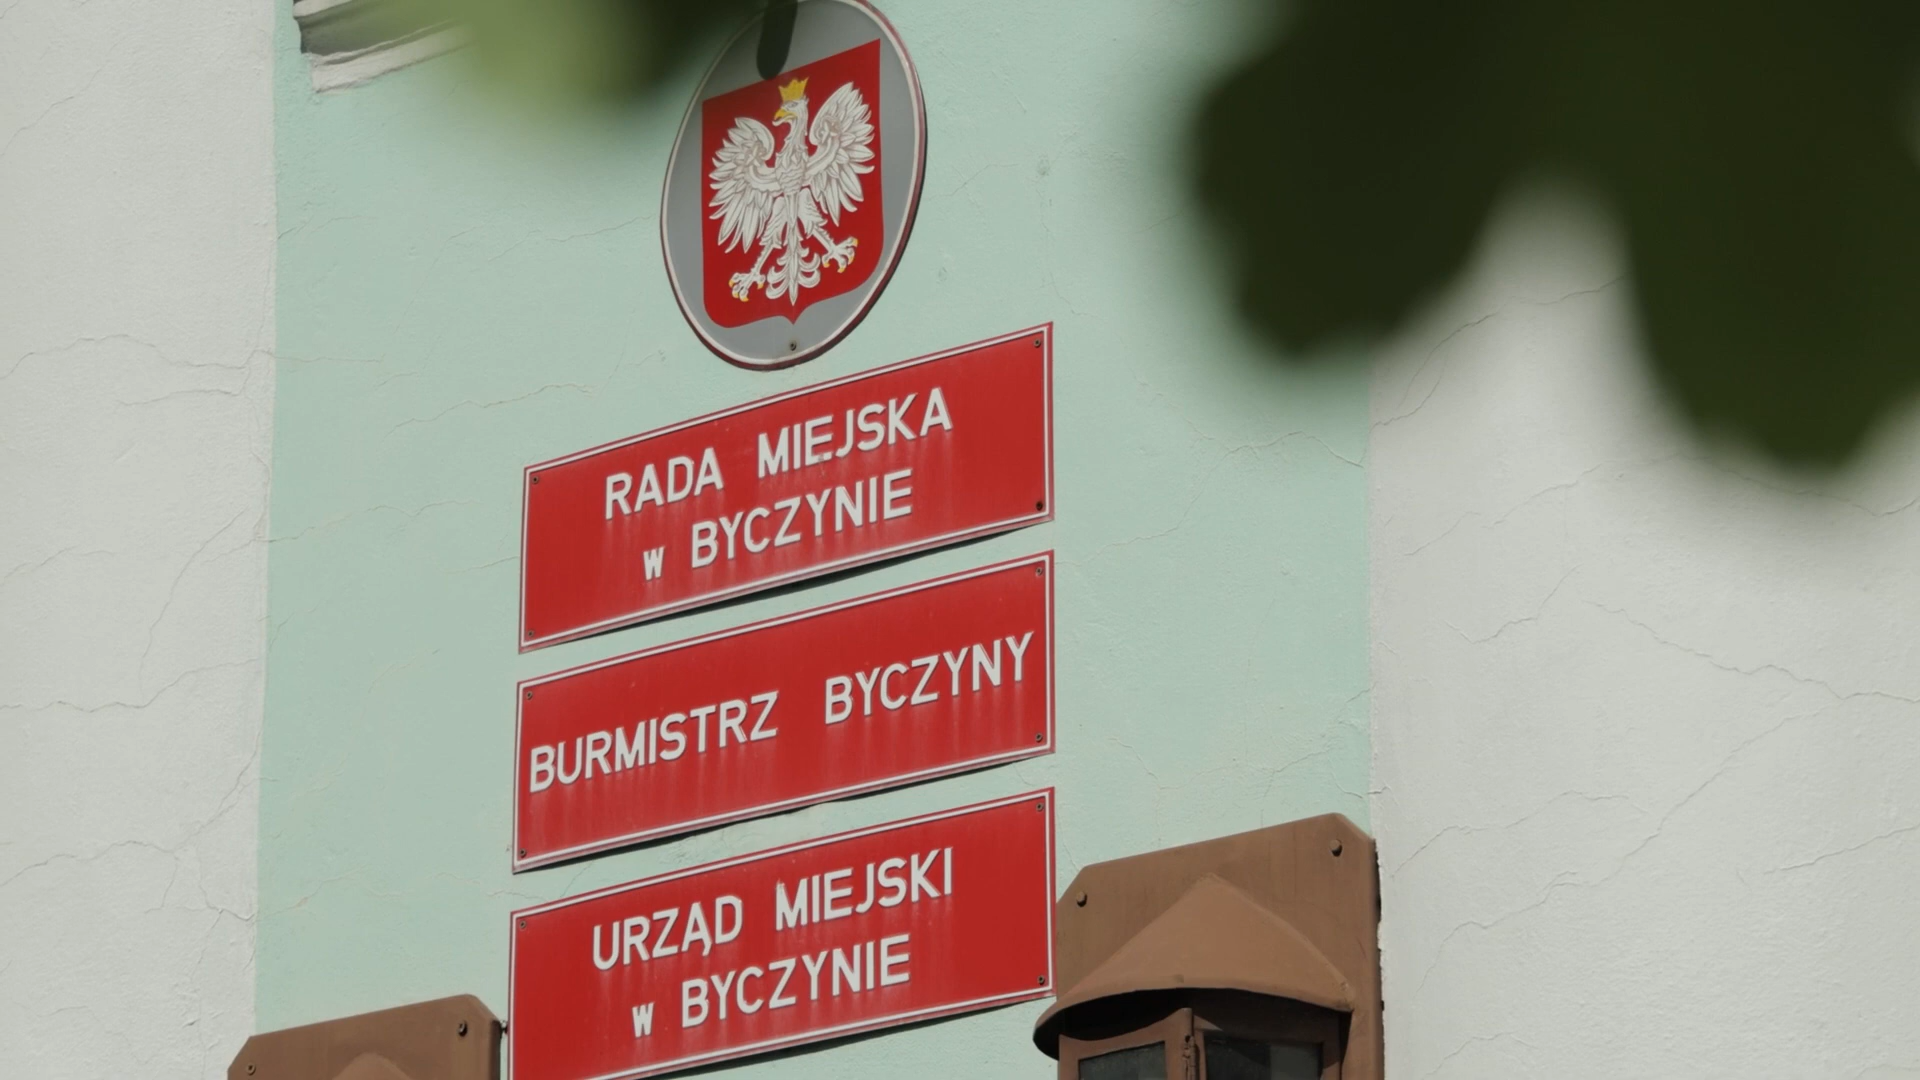 RADA MIEJSKA
w BYCZYNIE
BURMISTRZ BYCZYNY
URZĄD MIEJSKI
w BYCZYNIE